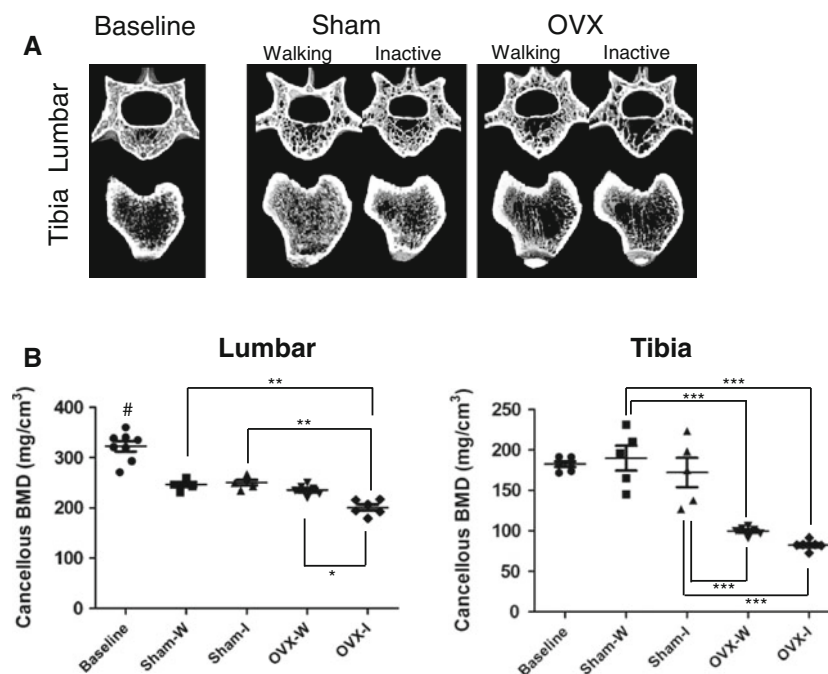 A
Baseline Sham OVX
Walking Inactive Walking Inactive
Lumbar
Tibia
B
Lumbar
Cancellous BMD (mg/cm³)
400
300
200
100
0
#
**
**
*
Baseline Sham-W Sham-I OVX-W OVX-I
Tibia
Cancellous BMD (mg/cm³)
250
200
150
100
50
0
***
***
***
***
Baseline Sham-W Sham-I OVX-W OVX-I